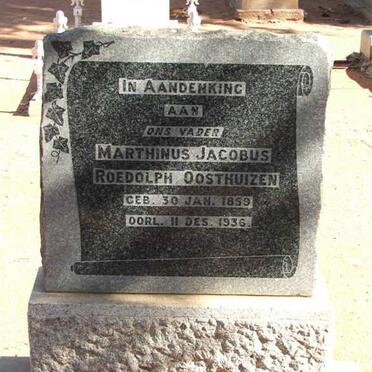 IN AANDENKING
AAN
ONS VADER
MARTHINUS JACOBUS
ROEDOLPH OOSTHUIZEN
GEB. 30 JAN. 1859
OORL. 11 DES. 1936.